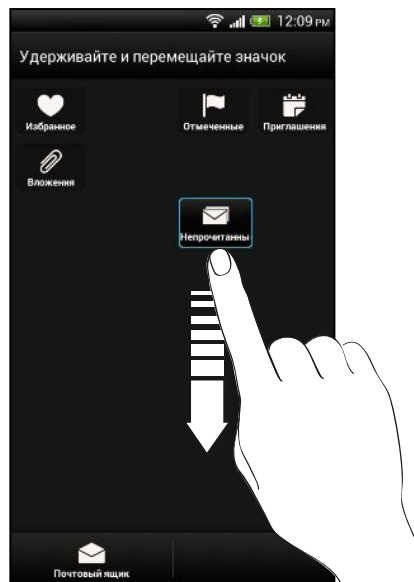 12:09 PM
Удерживайте и перемещайте значок
Избранное
Отмеченные
Приглашения
Вложения
Непрочитанны
Почтовый ящик